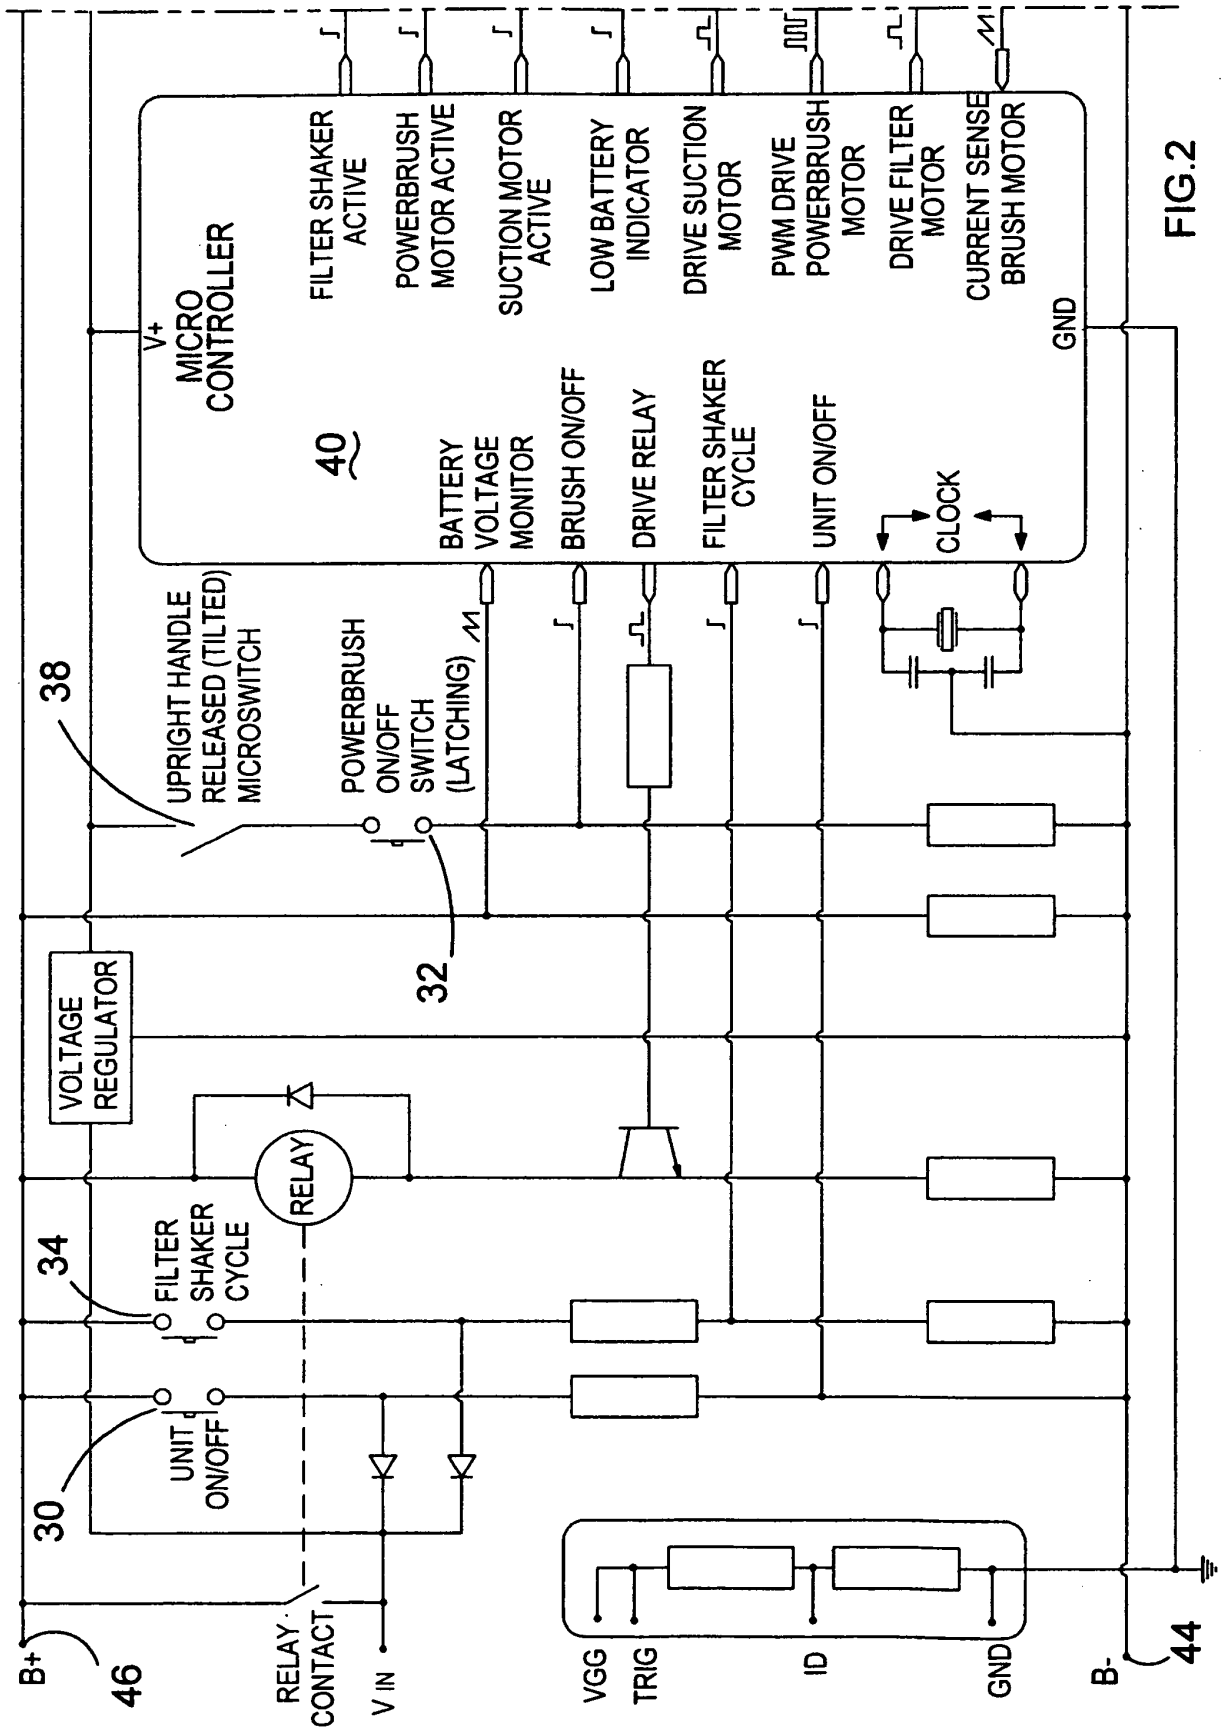 B+
46
VOLTAGE
REGULATOR
V+
MICRO
CONTROLLER
40
RELAY
CONTACT
V IN
30
UNIT
ON/OFF
34
FILTER
SHAKER
CYCLE
RELAY
38
UPRIGHT HANDLE
RELEASED (TILTED)
MICROSWITCH
POWERBRUSH
ON/OFF
SWITCH
(LATCHING)
32
BATTERY
VOLTAGE
MONITOR
BRUSH ON/OFF
DRIVE RELAY
FILTER SHAKER
CYCLE
UNIT ON/OFF
CLOCK
FILTER SHAKER
ACTIVE
POWERBRUSH
MOTOR ACTIVE
SUCTION MOTOR
ACTIVE
LOW BATTERY
INDICATOR
DRIVE SUCTION
MOTOR
PWM DRIVE
POWERBRUSH
MOTOR
DRIVE FILTER
MOTOR
CURRENT SENSE
BRUSH MOTOR
GND
VGG
TRIG
ID
GND
B-
44
FIG.2